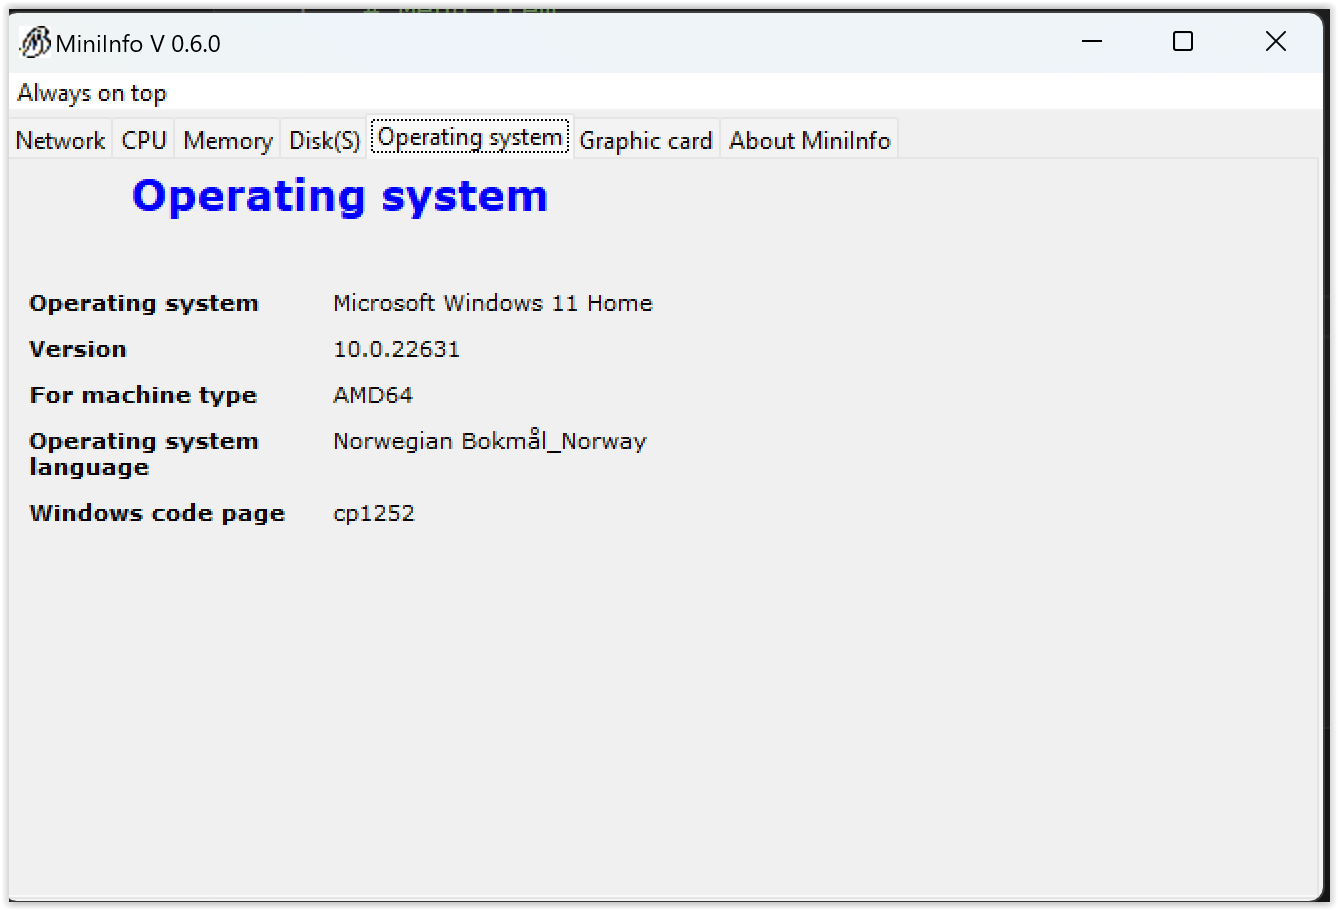 MiniInfo V 0.6.0
Always on top
Network CPU Memory Disk(S) Operating system Graphic card About MiniInfo
Operating system
Operating system Microsoft Windows 11 Home
Version 10.0.22631
For machine type AMD64
Operating system Norwegian Bokmål_Norway
language
Windows code page cp1252